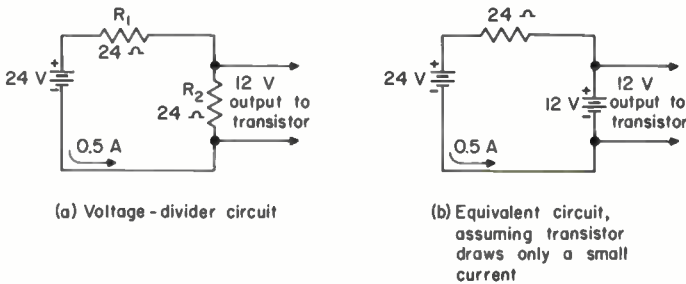 R1
24 Ω
24 V
+
-
R2
24 Ω
12 V
output to
transistor
0.5 A
(a) Voltage-divider circuit
24 Ω
24 V
+
-
12 V
+
-
12 V
output to
transistor
0.5 A
(b) Equivalent circuit,
assuming transistor
draws only a small
current